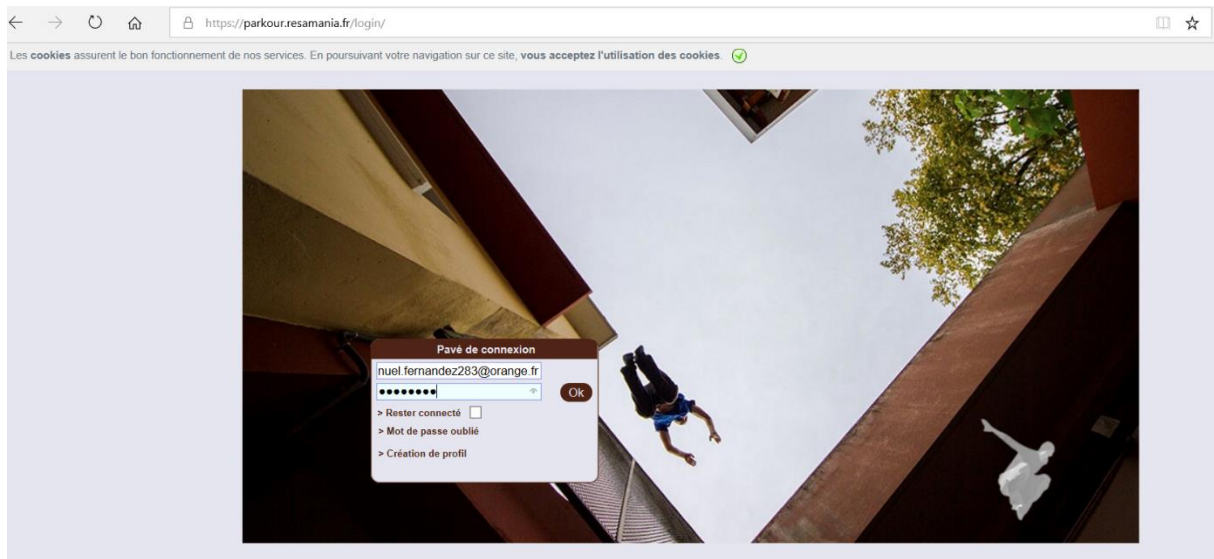 https://parkour.resamania.fr/login/
Les cookies assurent le bon fonctionnement de nos services. En poursuivant votre navigation sur ce site, vous acceptez l'utilisation des cookies.
Pavé de connexion
nuel.fernandez283@orange.fr
Ok
> Rester connecté
> Mot de passe oublié
> Création de profil